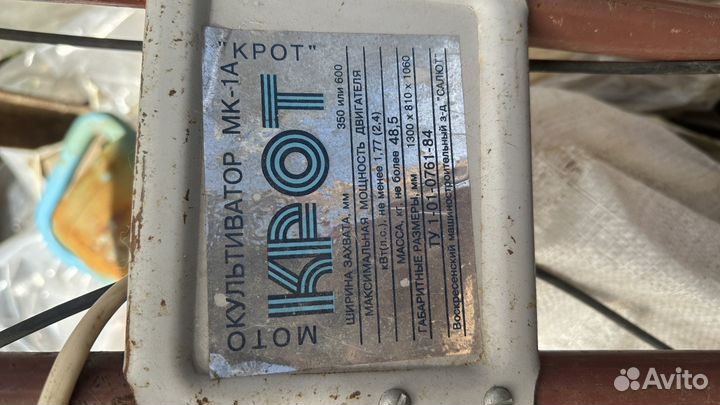 МОТОКУЛЬТИВАТОР МК-1А "КРОТ"
КРОТ
ШИРИНА ЗАХВАТА, мм 350 или 600
МАКСИМАЛЬНАЯ МОЩНОСТЬ ДВИГАТЕЛЯ
кВт(л.с.), не менее 1,77 (2,4)
МАССА, кг, не более 48,5
ГАБАРИТНЫЕ РАЗМЕРЫ, мм 1300 х 810 х 1060
ТУ 1-01-0761-84
Воскресенский машиностроительный з-д "САЛЮТ"
Avito